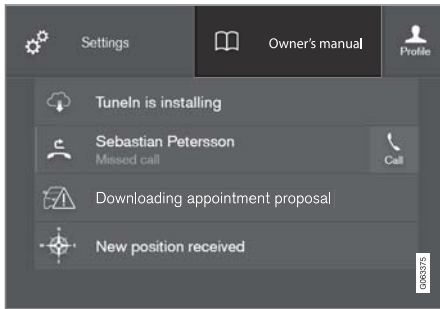 Settings
Owner's manual
Profile
TuneIn is installing
Sebastian Petersson
Missed call
Call
Downloading appointment proposal
New position received
G063375